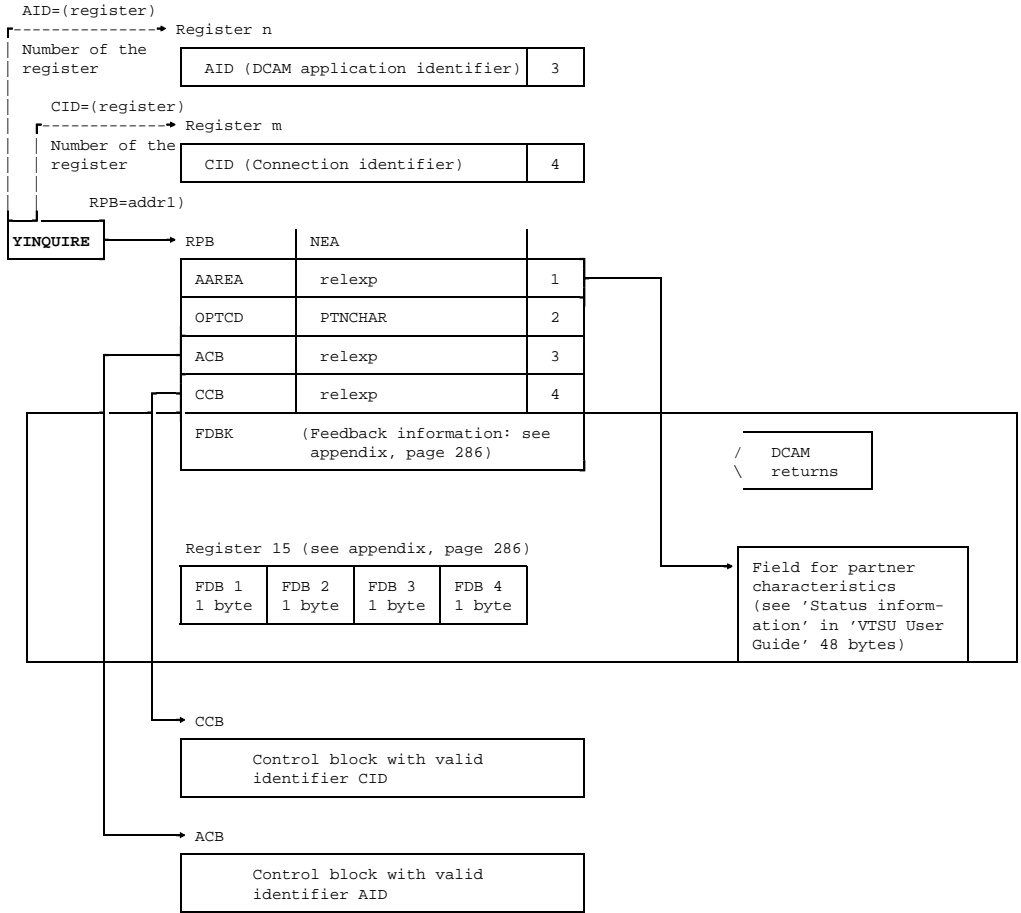 AID=(register)
Register n
Number of the
register
AID (DCAM application identifier) 3
CID=(register)
Register m
Number of the
register
CID (Connection identifier) 4
RPB=addr1)
YINQUIRE
RPB NEA
AAREA relexp 1
OPTCD PTNCHAR 2
ACB relexp 3
CCB relexp 4
FDBK (Feedback information: see
appendix, page 286)
/ DCAM
\ returns
Register 15 (see appendix, page 286)
FDB 1 FDB 2 FDB 3 FDB 4
1 byte 1 byte 1 byte 1 byte
Field for partner
characteristics
(see 'Status inform-
ation' in 'VTSU User
Guide' 48 bytes)
CCB
Control block with valid
identifier CID
ACB
Control block with valid
identifier AID